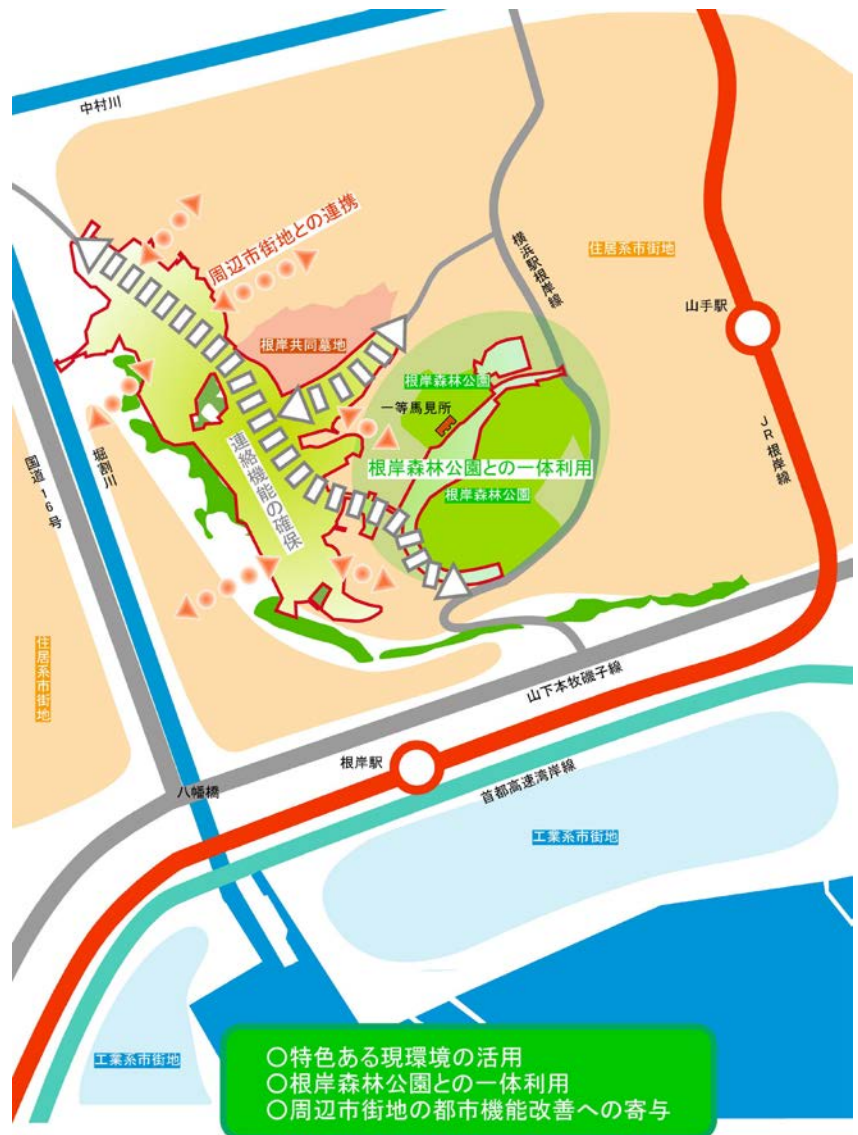 中村川
周辺市街地との連携
横浜駅根岸線
住居系市街地
山手駅
根岸共同墓地
根岸森林公園
一等馬見所
JR根岸線
国道16号
堀割川
連絡機能の確保
根岸森林公園との一体利用
根岸森林公園
住居系市街地
山下本牧磯子線
根岸駅
八幡橋
首都高速湾岸線
工業系市街地
工業系市街地
○特色ある現環境の活用
○根岸森林公園との一体利用
○周辺市街地の都市機能改善への寄与